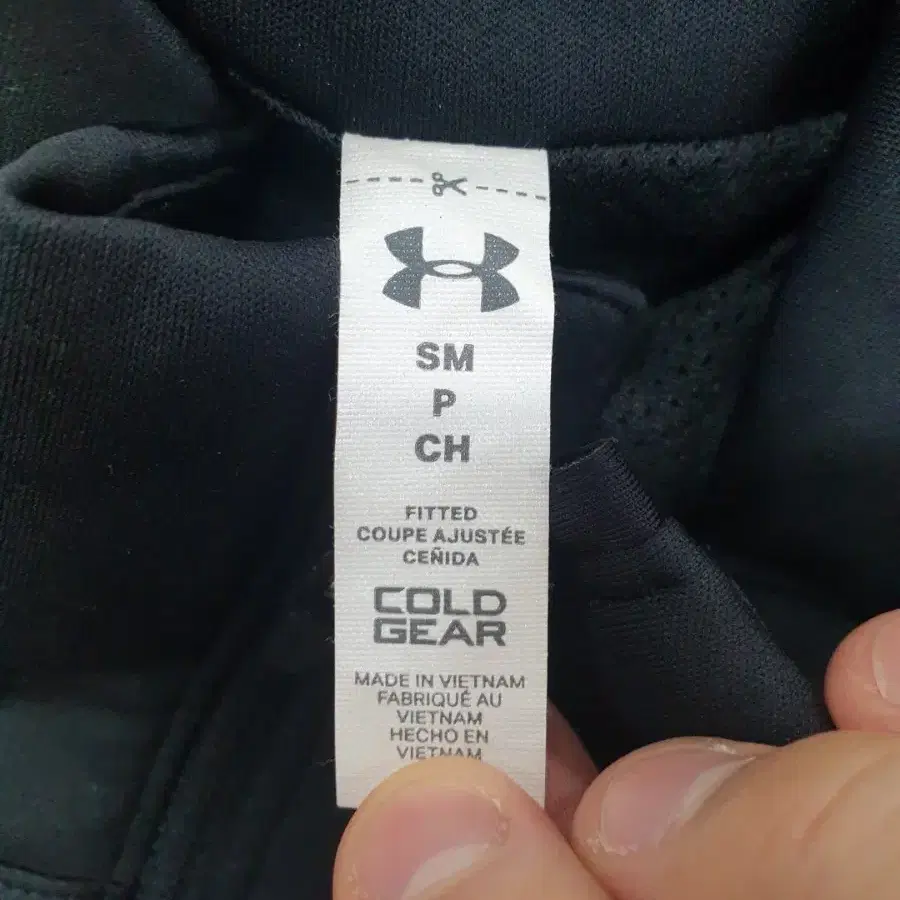 SM
P
CH
FITTED
COUPE AJUSTÉE
CEÑIDA
COLD
GEAR
MADE IN VIETNAM
FABRIQUÉ AU
VIETNAM
HECHO EN
VIETNAM